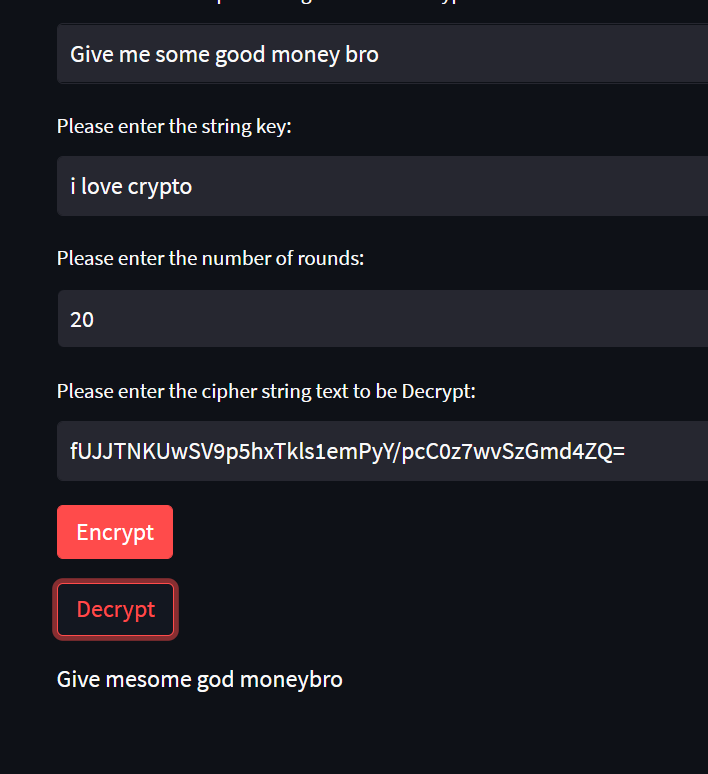 Give me some good money bro
Please enter the string key:
i love crypto
Please enter the number of rounds:
20
Please enter the cipher string text to be Decrypt:
fUJJTNKUwSV9p5hxTkls1emPyY/pcC0z7wvSzGmd4ZQ=
Encrypt
Decrypt
Give mesome god moneybro